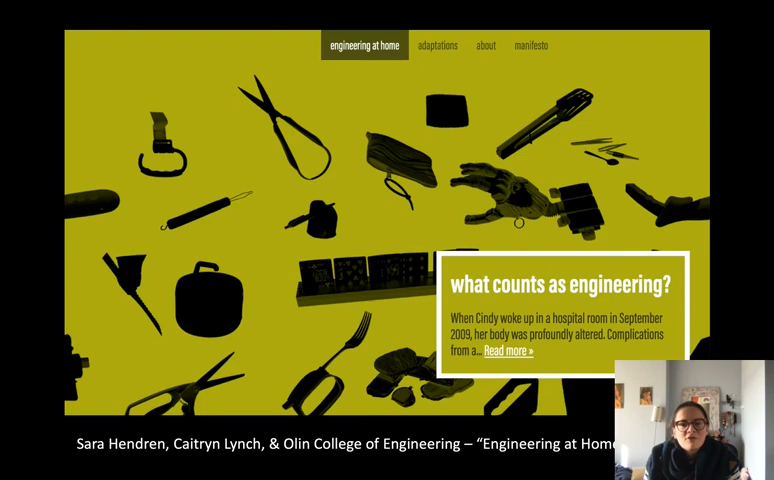 engineering at home adaptations about manifesto
what counts as engineering?
When Cindy woke up in a hospital room in September
2009, her body was profoundly altered. Complications
from a... Read more »
Sara Hendren, Caitryn Lynch, & Olin College of Engineering – “Engineering at Home